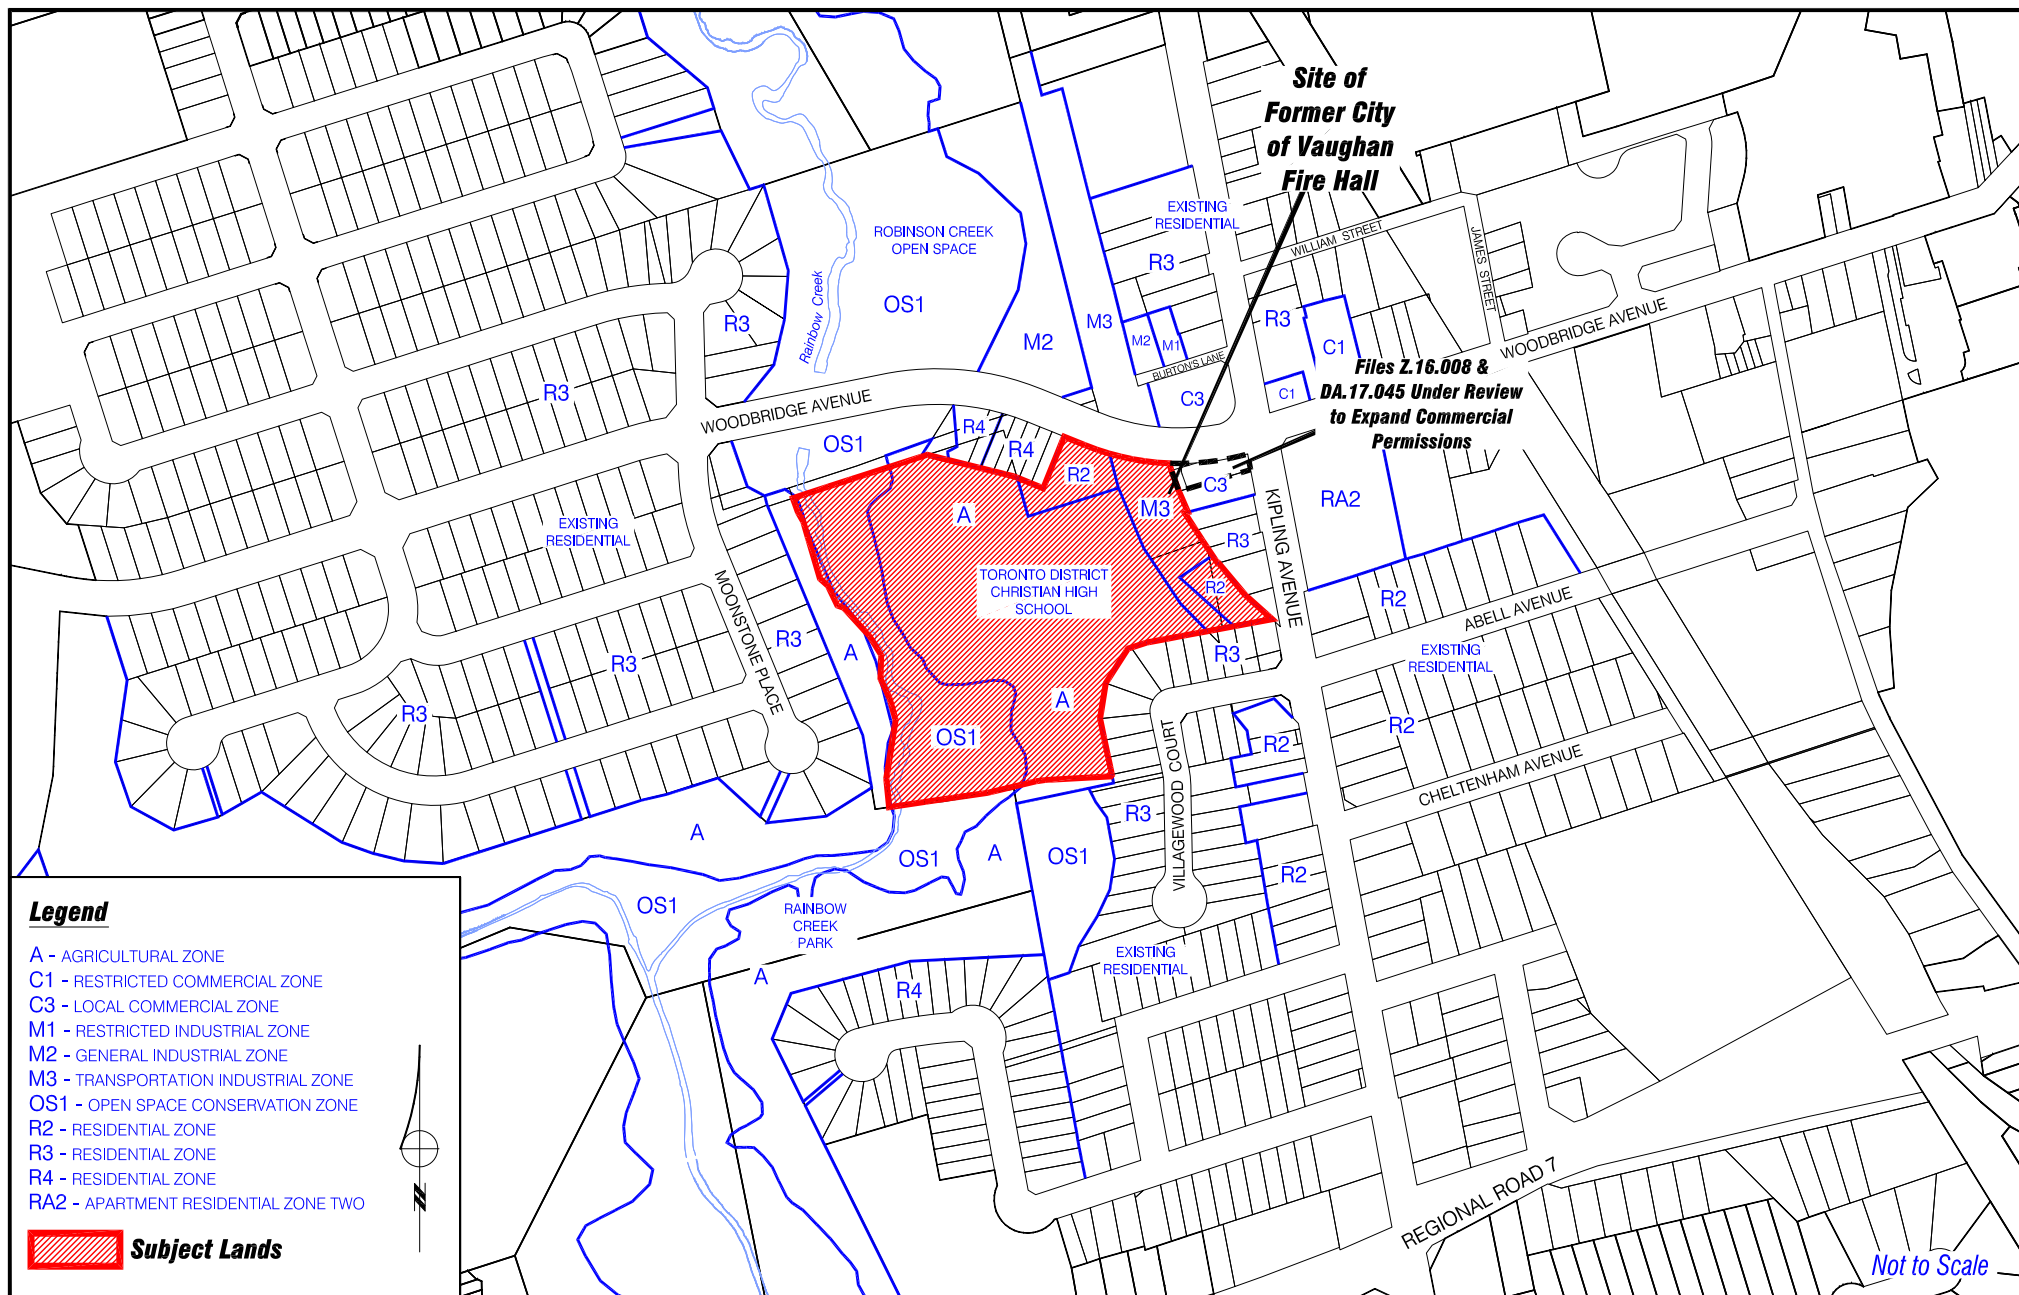 Site of
Former City
of Vaughan
Fire Hall
EXISTING
RESIDENTIAL
R3
ROBINSON CREEK
OPEN SPACE
OS1
Rainbow Creek
WILLIAM STREET
JAMES STREET
WOODBRIDGE AVENUE
R3
M2
M3
M2
M1
BURTON'S LANE
C3
R3
C1
C1
Files Z.16.008 &
DA.17.045 Under Review
to Expand Commercial
Permissions
R3
WOODBRIDGE AVENUE
OS1
R4
R4
R2
M3
C3
KIPLING AVENUE
RA2
A
EXISTING
RESIDENTIAL
R3
TORONTO DISTRICT
CHRISTIAN HIGH
SCHOOL
R2
R2
ABELL AVENUE
EXISTING
RESIDENTIAL
MOONSTONE PLACE
R3
A
R3
R3
R3
A
OS1
R2
R2
CHELTENHAM AVENUE
VILLAGEWOOD COURT
R3
A
OS1
A
OS1
R2
OS1
RAINBOW
CREEK
PARK
A
R4
EXISTING
RESIDENTIAL
REGIONAL ROAD 7
Legend
A - AGRICULTURAL ZONE
C1 - RESTRICTED COMMERCIAL ZONE
C3 - LOCAL COMMERCIAL ZONE
M1 - RESTRICTED INDUSTRIAL ZONE
M2 - GENERAL INDUSTRIAL ZONE
M3 - TRANSPORTATION INDUSTRIAL ZONE
OS1 - OPEN SPACE CONSERVATION ZONE
R2 - RESIDENTIAL ZONE
R3 - RESIDENTIAL ZONE
R4 - RESIDENTIAL ZONE
RA2 - APARTMENT RESIDENTIAL ZONE TWO
N
Subject Lands
Not to Scale